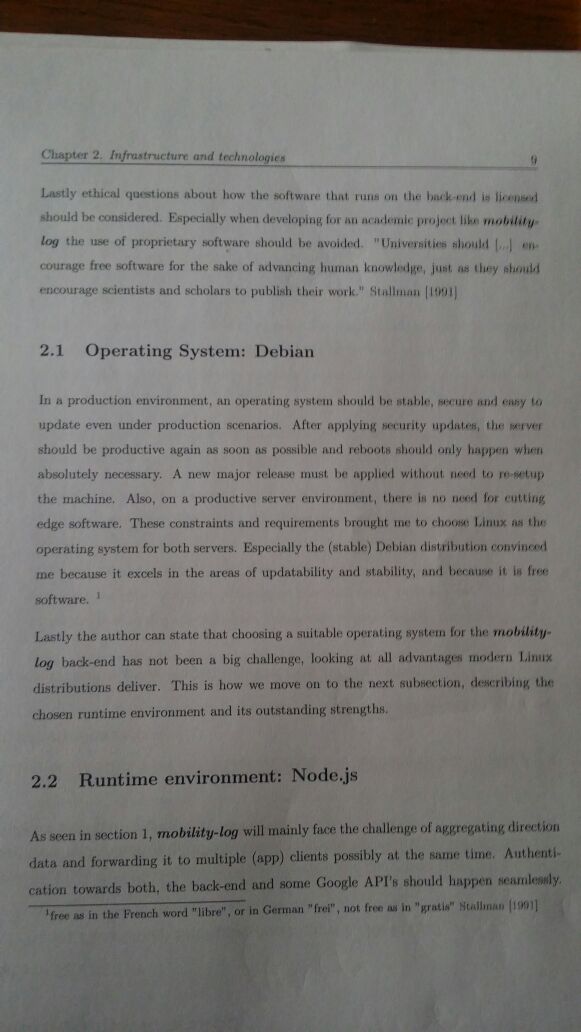 Chapter 2. Infrastructure and technologies 9
Lastly ethical questions about how the software that runs on the back-end is licensed
should be considered. Especially when developing for an academic project like mobility-
log the use of proprietary software should be avoided. "Universities should [...] en-
courage free software for the sake of advancing human knowledge, just as they should
encourage scientists and scholars to publish their work." Stallman [1991]
2.1 Operating System: Debian
In a production environment, an operating system should be stable, secure and easy to
update even under production scenarios. After applying security updates, the server
should be productive again as soon as possible and reboots should only happen when
absolutely necessary. A new major release must be applied without need to re-setup
the machine. Also, on a productive server environment, there is no need for cutting
edge software. These constraints and requirements brought me to choose Linux as the
operating system for both servers. Especially the (stable) Debian distribution convinced
me because it excels in the areas of updatability and stability, and because it is free
software. 1
Lastly the author can state that choosing a suitable operating system for the mobility-
log back-end has not been a big challenge, looking at all advantages modern Linux
distributions deliver. This is how we move on to the next subsection, describing the
chosen runtime environment and its outstanding strengths.
2.2 Runtime environment: Node.js
As seen in section 1, mobility-log will mainly face the challenge of aggregating direction
data and forwarding it to multiple (app) clients possibly at the same time. Authenti-
cation towards both, the back-end and some Google API's should happen seamlessly.
1free as in the French word "libre", or in German "frei", not free as in "gratis" Stallman [1991]